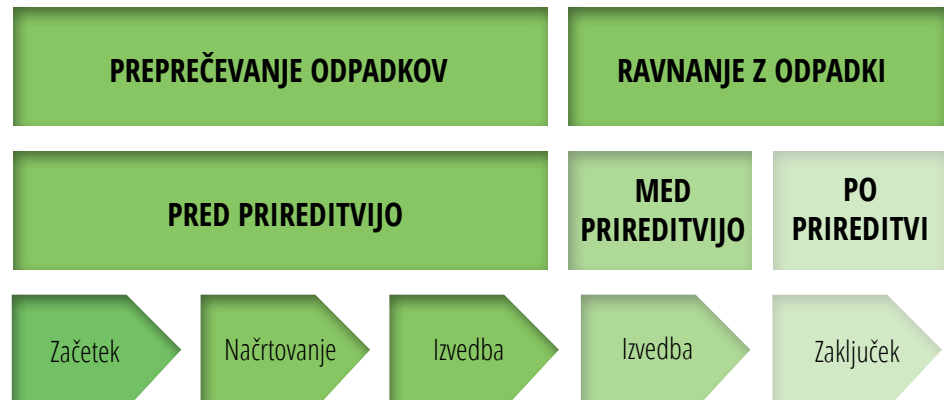 PREPREČEVANJE ODPADKOV
RAVNANJE Z ODPADKI
PRED PRIREDITVIJO
MED
PRIREDITVIJO
PO
PRIREDITVI
Začetek
Načrtovanje
Izvedba
Izvedba
Zaključek